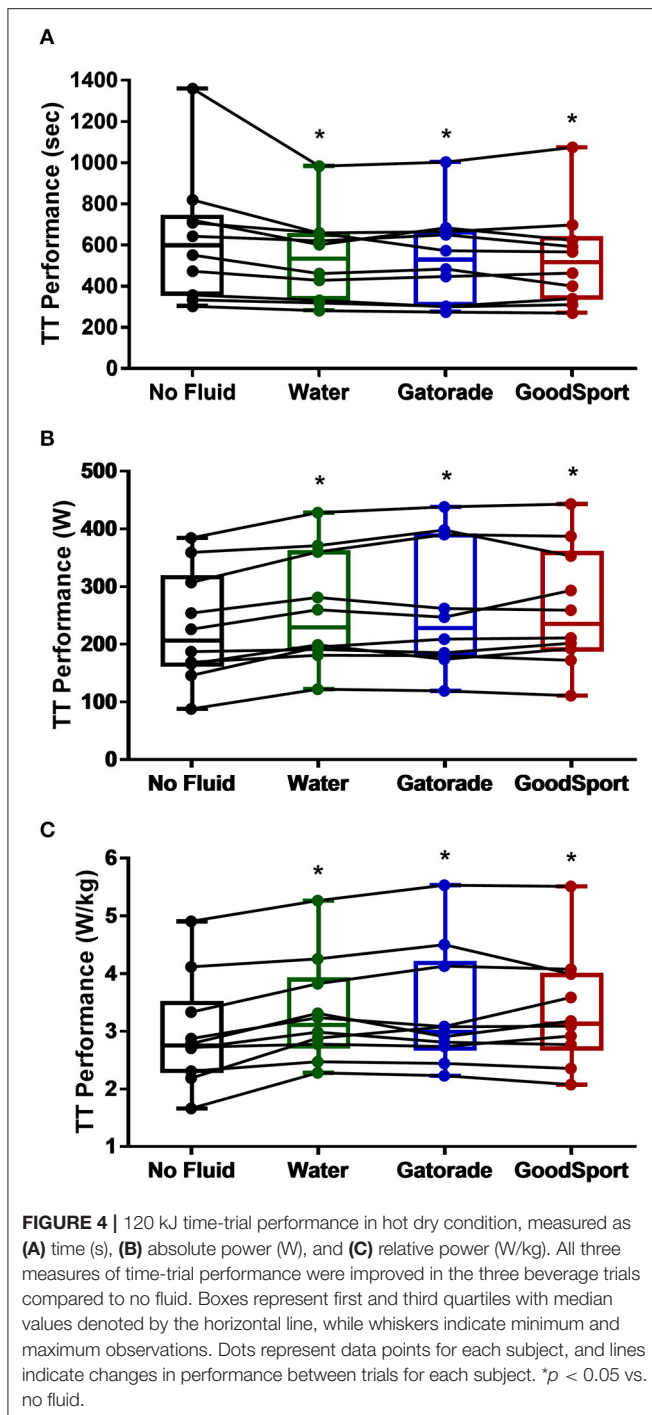 A
1400
1200
1000
800
600
400
200
0
TT Performance (sec)
*
*
*
No Fluid
Water
Gatorade
GoodSport
B
500
400
300
200
100
0
TT Performance (W)
*
*
*
No Fluid
Water
Gatorade
GoodSport
C
6
5
4
3
2
1
TT Performance (W/kg)
*
*
*
No Fluid
Water
Gatorade
GoodSport
FIGURE 4 | 120 kJ time-trial performance in hot dry condition, measured as
(A) time (s), (B) absolute power (W), and (C) relative power (W/kg). All three
measures of time-trial performance were improved in the three beverage trials
compared to no fluid. Boxes represent first and third quartiles with median
values denoted by the horizontal line, while whiskers indicate minimum and
maximum observations. Dots represent data points for each subject, and lines
indicate changes in performance between trials for each subject. *p < 0.05 vs.
no fluid.